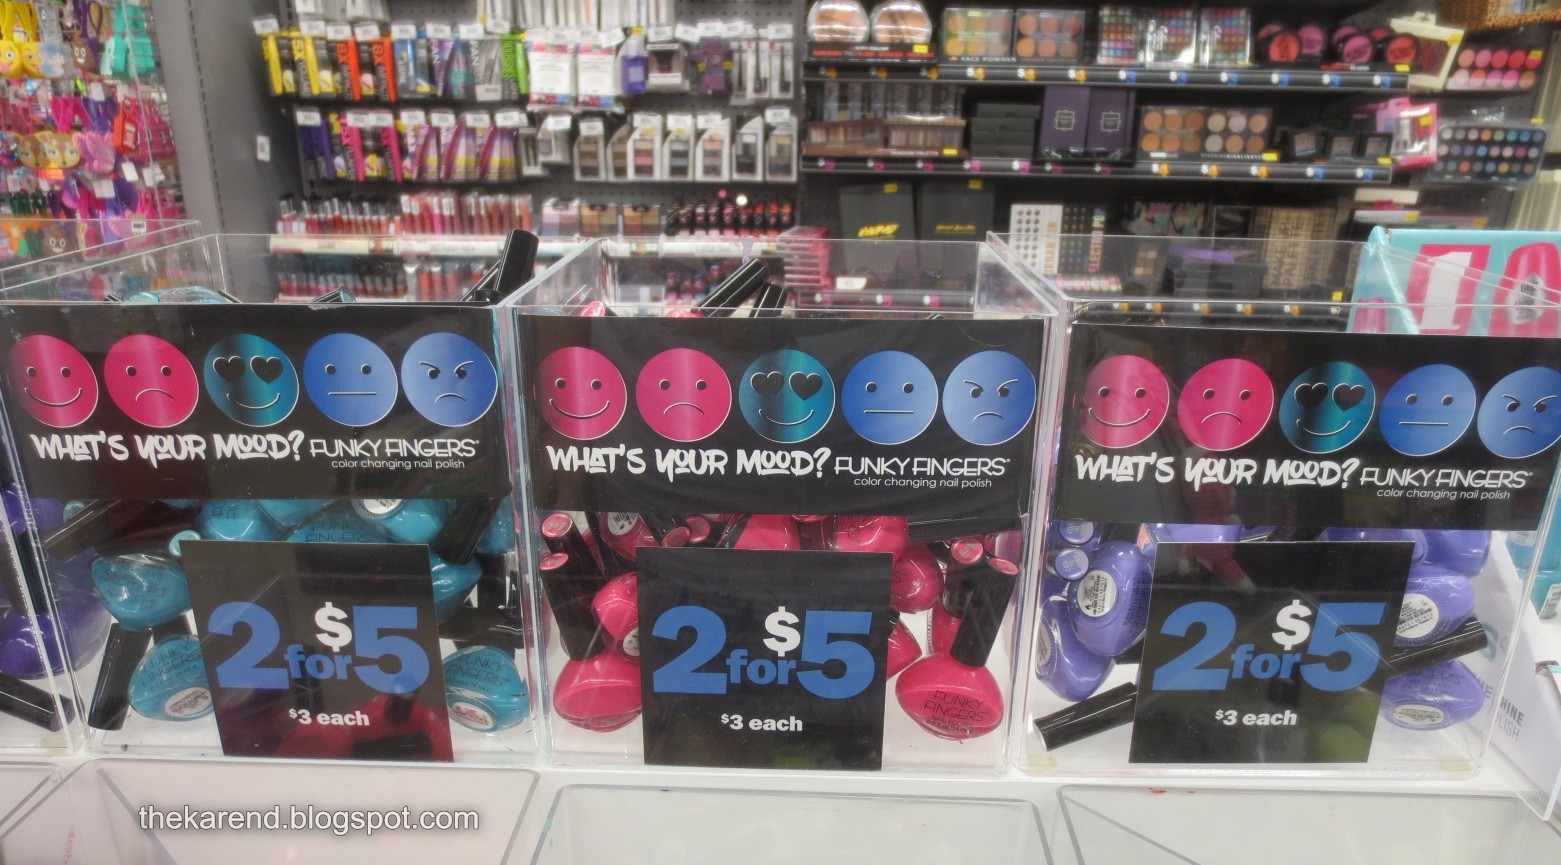 WHAT'S YOUR MOOD? FUNKY FINGERS
color changing nail polish
WHAT'S YOUR MOOD? FUNKY FINGERS
color changing nail polish
WHAT'S YOUR MOOD? FUNKY FINGERS
color changing nail polish
2 for $5
$3 each
2 for $5
$3 each
2 for $5
$3 each
FUNKY
FINGERS
1
thekarend.blogspot.com